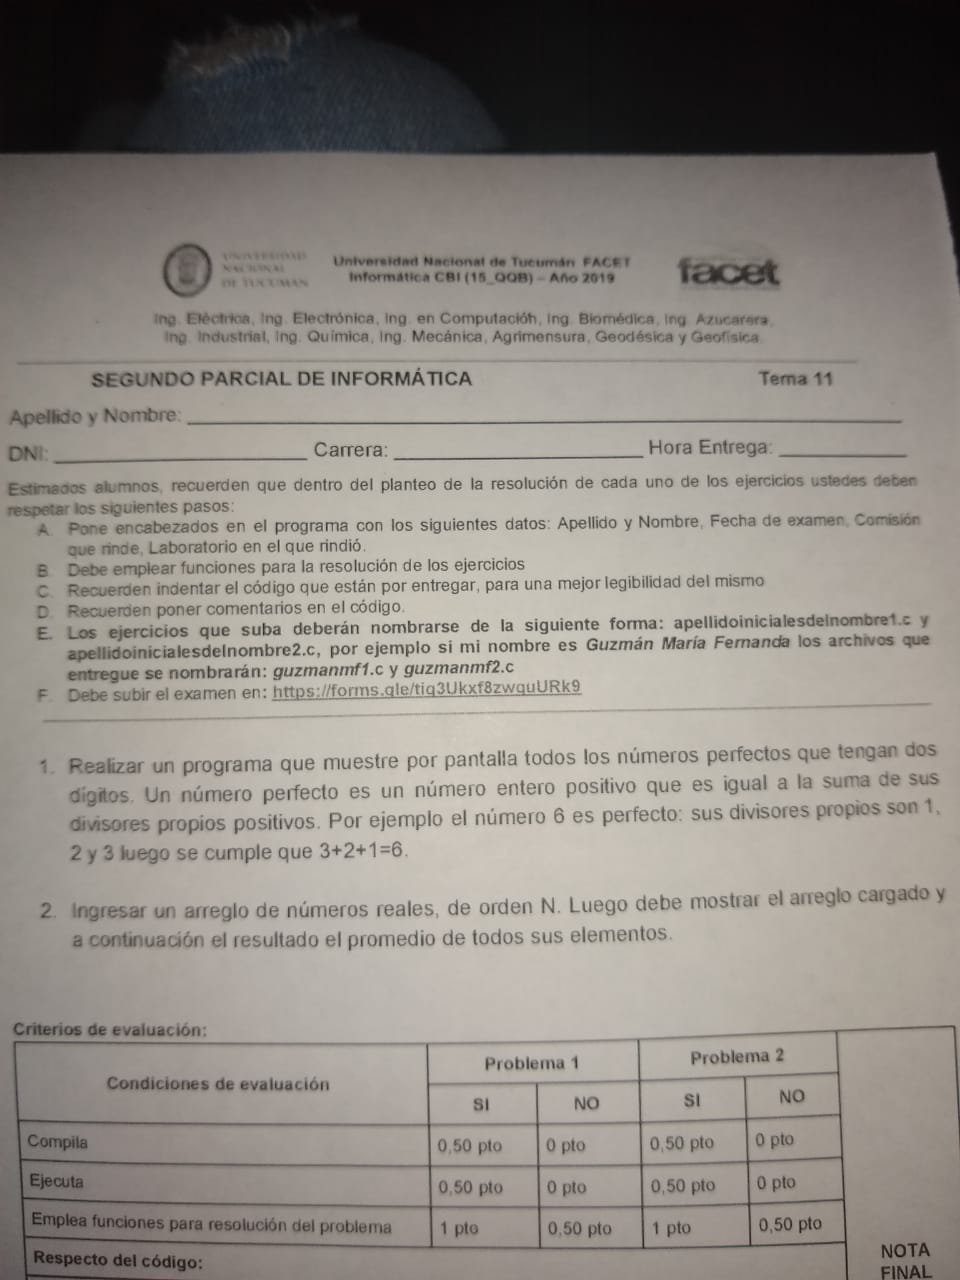 UNIVERSIDAD
NACIONAL
DE TUCUMÁN
Universidad Nacional de Tucumán FACET
Informática CBI (15_QQB) – Año 2019
facet
Ing. Eléctrica, Ing. Electrónica, Ing. en Computación, Ing. Biomédica, Ing. Azucarera,
Ing. Industrial, Ing. Química, Ing. Mecánica, Agrimensura, Geodésica y Geofísica
SEGUNDO PARCIAL DE INFORMÁTICA Tema 11
Apellido y Nombre:
DNI: Carrera: Hora Entrega:
Estimados alumnos, recuerden que dentro del planteo de la resolución de cada uno de los ejercicios ustedes deben
respetar los siguientes pasos:
A. Pone encabezados en el programa con los siguientes datos: Apellido y Nombre, Fecha de examen, Comisión
que rinde, Laboratorio en el que rindió.
B. Debe emplear funciones para la resolución de los ejercicios
C. Recuerden indentar el código que están por entregar, para una mejor legibilidad del mismo
D. Recuerden poner comentarios en el código.
E. Los ejercicios que suba deberán nombrarse de la siguiente forma: apellidoinicialesdelnombre1.c y
apellidoinicialesdelnombre2.c, por ejemplo si mi nombre es Guzmán María Fernanda los archivos que
entregue se nombrarán: guzmanmf1.c y guzmanmf2.c
F. Debe subir el examen en: https://forms.gle/tiq3Ukxf8zwquURk9
1. Realizar un programa que muestre por pantalla todos los números perfectos que tengan dos
dígitos. Un número perfecto es un número entero positivo que es igual a la suma de sus
divisores propios positivos. Por ejemplo el número 6 es perfecto: sus divisores propios son 1,
2 y 3 luego se cumple que 3+2+1=6.
2. Ingresar un arreglo de números reales, de orden N. Luego debe mostrar el arreglo cargado y
a continuación el resultado el promedio de todos sus elementos.
Criterios de evaluación:
Condiciones de evaluación Problema 1 Problema 2
SI NO SI NO
Compila 0,50 pto 0 pto 0,50 pto 0 pto
Ejecuta 0,50 pto 0 pto 0,50 pto 0 pto
Emplea funciones para resolución del problema 1 pto 0,50 pto 1 pto 0,50 pto
Respecto del código:
NOTA
FINAL